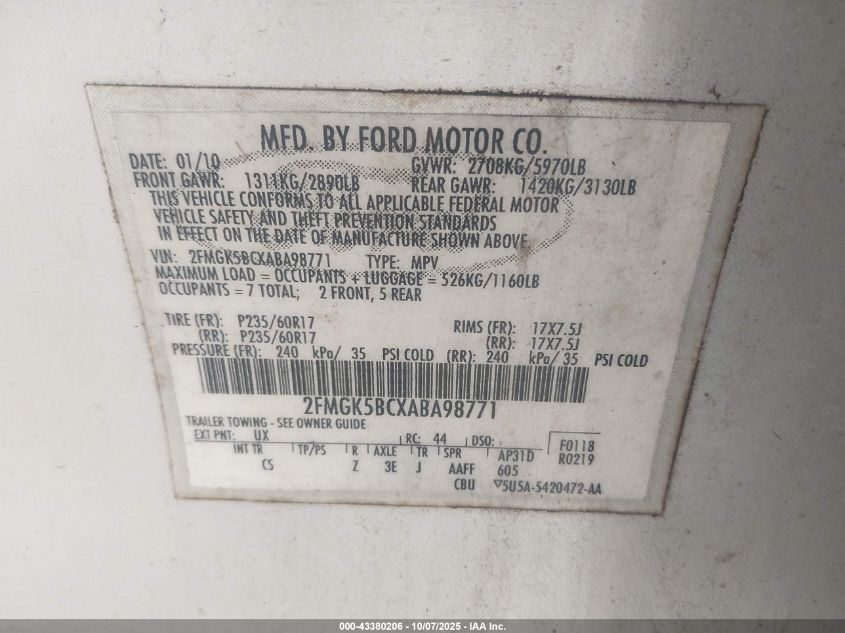 MFD. BY FORD MOTOR CO.
DATE: 01/10 GVWR: 2708KG/5970LB
FRONT GAWR: 1311KG/2890LB REAR GAWR: 1420KG/3130LB
THIS VEHICLE CONFORMS TO ALL APPLICABLE FEDERAL MOTOR
VEHICLE SAFETY AND THEFT PREVENTION STANDARDS
IN EFFECT ON THE DATE OF MANUFACTURE SHOWN ABOVE
VIN: 2FMGK5BCXABA98771 TYPE: MPV
MAXIMUM LOAD = OCCUPANTS + LUGGAGE = 526KG/1160LB
OCCUPANTS = 7 TOTAL; 2 FRONT, 5 REAR
TIRE (FR): P235/60R17 RIMS (FR): 17X7.5J
(RR): P235/60R17 (RR): 17X7.5J
PRESSURE (FR): 240 kPa/ 35 PSI COLD (RR): 240 kPa/ 35 PSI COLD
2FMGK5BCXABA98771
TRAILER TOWING - SEE OWNER GUIDE
EXT PNT: UX RC: 44 DSO: F0118
INT TR TP/PS R AXLE TR SPR AP31D R0219
CS Z 3E J AAFF 605
CBU ▽5U5A-5420472-AA
000-43380206 - 10/07/2025 - IAA Inc.